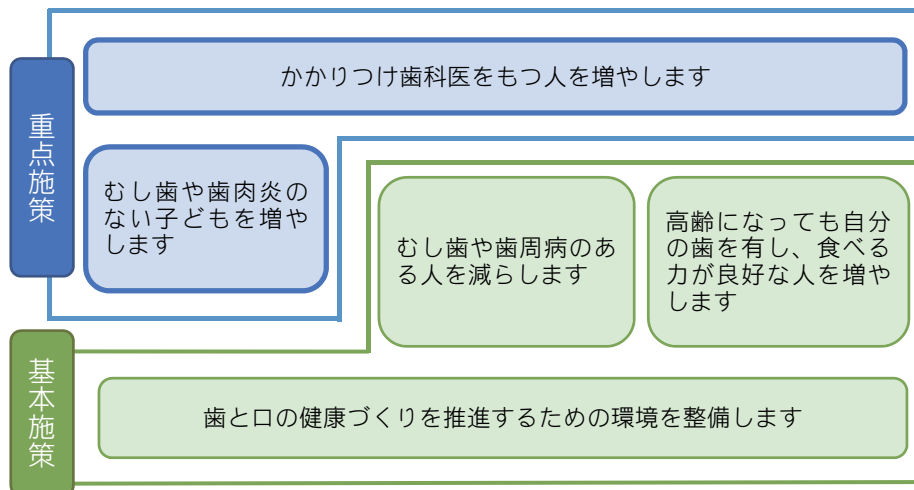 重点施策
かかりつけ歯科医をもつ人を増やします
むし歯や歯肉炎の
ない子どもを増や
します
むし歯や歯周病のあ
る人を減らします
高齢になっても自分
の歯を有し、食べる
力が良好な人を増や
します
基本施策
歯と口の健康づくりを推進するための環境を整備します